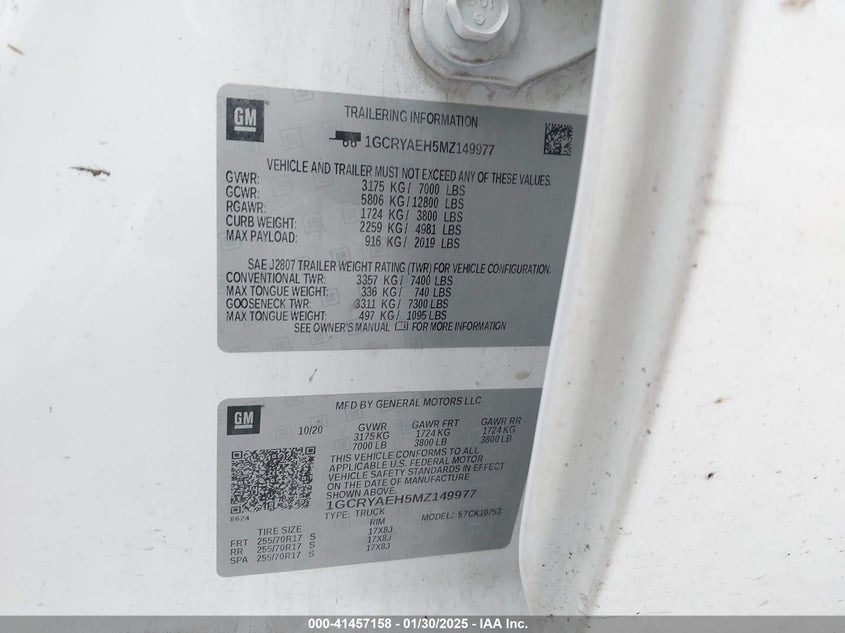 GM
TRAILERING INFORMATION
1GCRYAEH5MZ149977
VEHICLE AND TRAILER MUST NOT EXCEED ANY OF THESE VALUES.
GVWR: 3175 KG/ 7000 LBS
GCWR: 5806 KG/12800 LBS
RGAWR: 1724 KG/ 3800 LBS
CURB WEIGHT: 2259 KG/ 4981 LBS
MAX PAYLOAD: 916 KG/ 2019 LBS
SAE J2807 TRAILER WEIGHT RATING (TWR) FOR VEHICLE CONFIGURATION.
CONVENTIONAL TWR: 3357 KG/ 7400 LBS
MAX TONGUE WEIGHT: 336 KG/ 740 LBS
GOOSENECK TWR: 3311 KG/ 7300 LBS
MAX TONGUE WEIGHT: 497 KG/ 1095 LBS
SEE OWNER'S MANUAL FOR MORE INFORMATION
GM
MFD BY GENERAL MOTORS LLC
10/20 GVWR GAWR FRT GAWR RR
3175 KG 1724 KG 1724 KG
7000 LB 3800 LB 3800 LB
THIS VEHICLE CONFORMS TO ALL
APPLICABLE U.S. FEDERAL MOTOR
VEHICLE SAFETY STANDARDS IN EFFECT
ON THE DATE OF MANUFACTURE
SHOWN ABOVE.
1GCRYAEH5MZ149977
8624 TYPE: TRUCK MODEL: 57CK10753
TIRE SIZE RIM
FRT 255/70R17 S 17X8J
RR 255/70R17 S 17X8J
SPA 255/70R17 S 17X8J
000-41457158 - 01/30/2025 - IAA Inc.